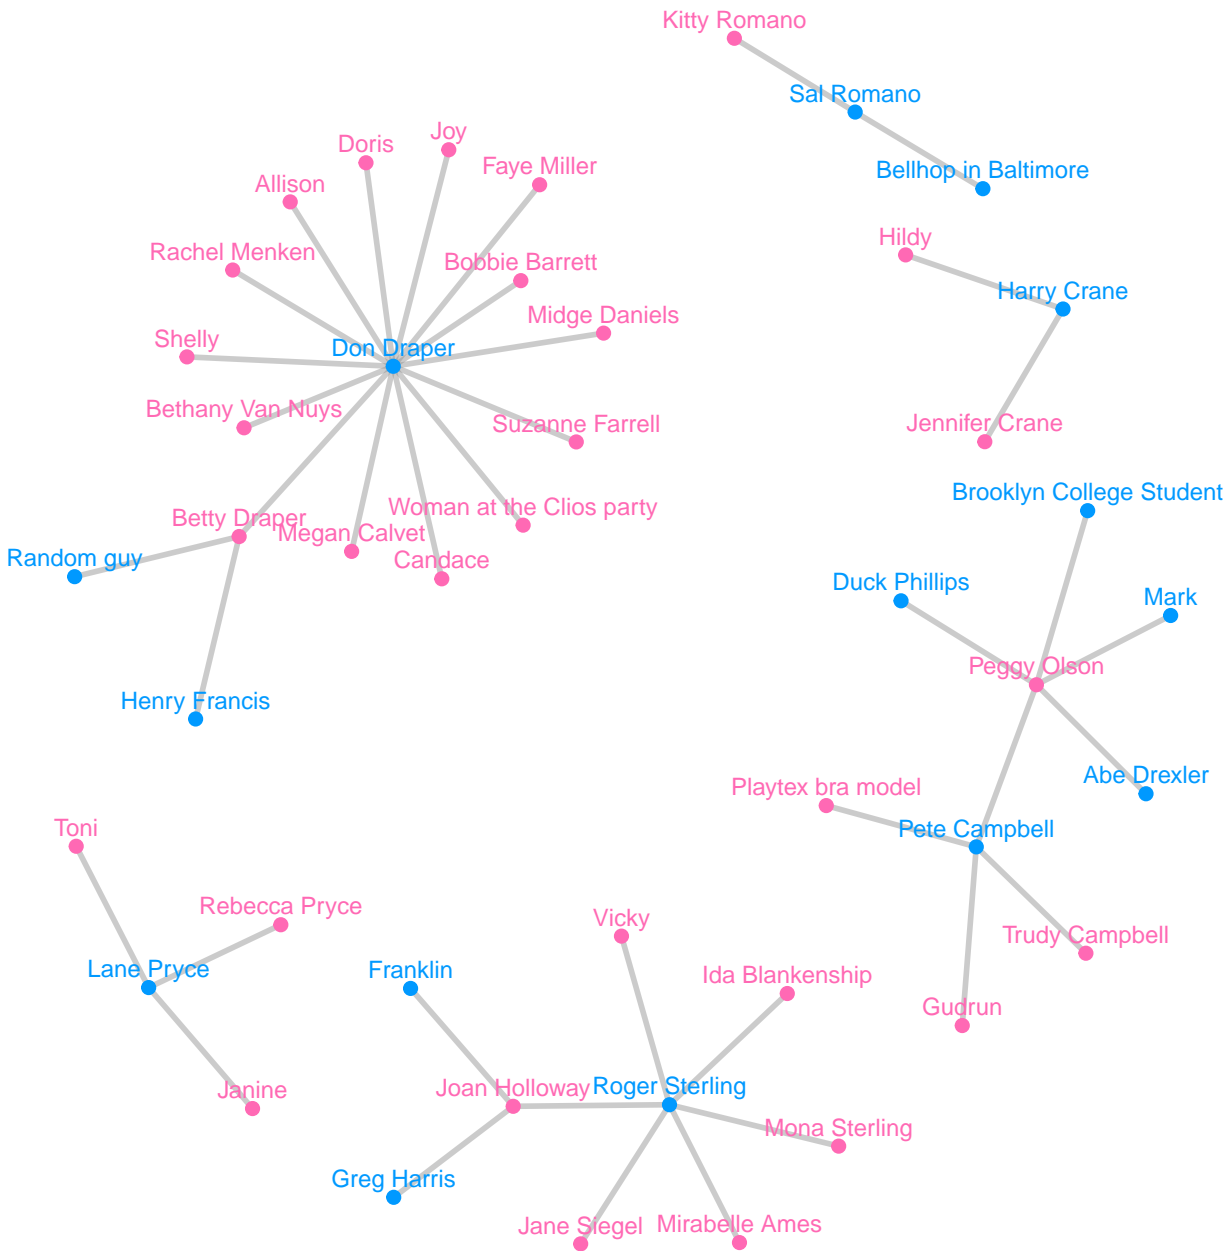 Kitty Romano
Sal Romano
Joy
Doris
Faye Miller
Bellhop in Baltimore
Allison
Hildy
Rachel Menken
Bobbie Barrett
Harry Crane
Midge Daniels
Shelly
Don Draper
Bethany Van Nuys
Suzanne Farrell
Jennifer Crane
Brooklyn College Student
Woman at the Clios party
Betty Draper
Megan Calvet
Random guy
Candace
Duck Phillips
Mark
Peggy Olson
Henry Francis
Abe Drexler
Playtex bra model
Toni
Pete Campbell
Rebecca Pryce
Vicky
Trudy Campbell
Lane Pryce
Franklin
Ida Blankenship
Gudrun
Janine
Joan Holloway
Roger Sterling
Mona Sterling
Greg Harris
Jane Siegel
Mirabelle Ames